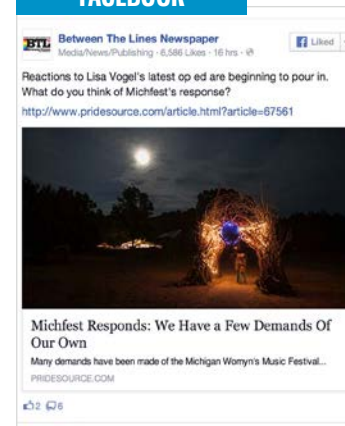 FACEBOOK
BTL
Between The Lines Newspaper
Media/News/Publishing · 6,586 Likes · 16 hrs ·
Liked
Reactions to Lisa Vogel's latest op ed are beginning to pour in.
What do you think of Michfest's response?
http://www.pridesource.com/article.html?article=67561
Michfest Responds: We Have a Few Demands Of
Our Own
Many demands have been made of the Michigan Womyn's Music Festival...
PRIDESOURCE.COM
2 6